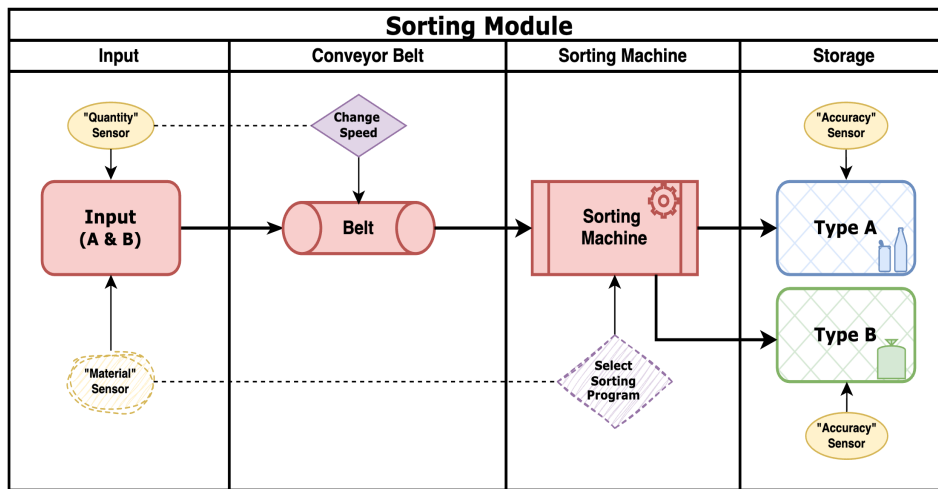 Sorting Module
Input
Conveyor Belt
Sorting Machine
Storage
"Quantity"
Sensor
Change
Speed
"Accuracy"
Sensor
Input
(A & B)
Belt
Sorting
Machine
Type A
Type B
"Material"
Sensor
Select
Sorting
Program
"Accuracy"
Sensor